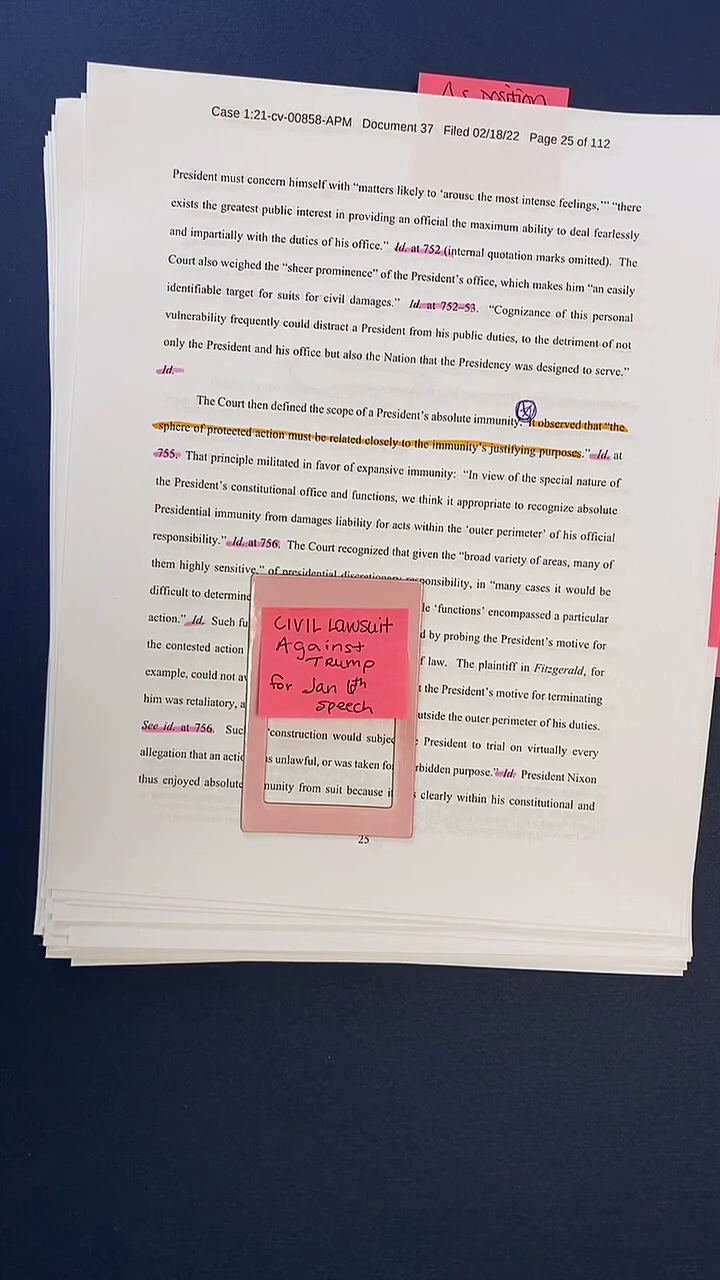 As position
Case 1:21-cv-00858-APM Document 37 Filed 02/18/22 Page 25 of 112
President must concern himself with “matters likely to ‘arouse the most intense feelings,’” “there
exists the greatest public interest in providing an official the maximum ability to deal fearlessly
and impartially with the duties of his office.” Id. at 752 (internal quotation marks omitted). The
Court also weighed the “sheer prominence” of the President’s office, which makes him “an easily
identifiable target for suits for civil damages.” Id. at 752–53. “Cognizance of this personal
vulnerability frequently could distract a President from his public duties, to the detriment of not
only the President and his office but also the Nation that the Presidency was designed to serve.”
Id.
The Court then defined the scope of a President’s absolute immunity. It observed that “the
sphere of protected action must be related closely to the immunity’s justifying purposes.” Id. at
755. That principle militated in favor of expansive immunity: “In view of the special nature of
the President’s constitutional office and functions, we think it appropriate to recognize absolute
Presidential immunity from damages liability for acts within the ‘outer perimeter’ of his official
responsibility.” Id. at 756. The Court recognized that given the “broad variety of areas, many of
them highly sensitive,” of presidential discretionary responsibility, in “many cases it would be
difficult to determine le ‘functions’ encompassed a particular
action.” Id. Such fu d by probing the President’s motive for
the contested action f law. The plaintiff in Fitzgerald, for
example, could not av t the President’s motive for terminating
him was retaliatory, a utside the outer perimeter of his duties.
See id. at 756. Suc “construction would subjec President to trial on virtually every
allegation that an actio s unlawful, or was taken fo rbidden purpose.” Id. President Nixon
thus enjoyed absolute munity from suit because i s clearly within his constitutional and
25
CIVIL Lawsuit
Against
Trump
for Jan 6th
speech